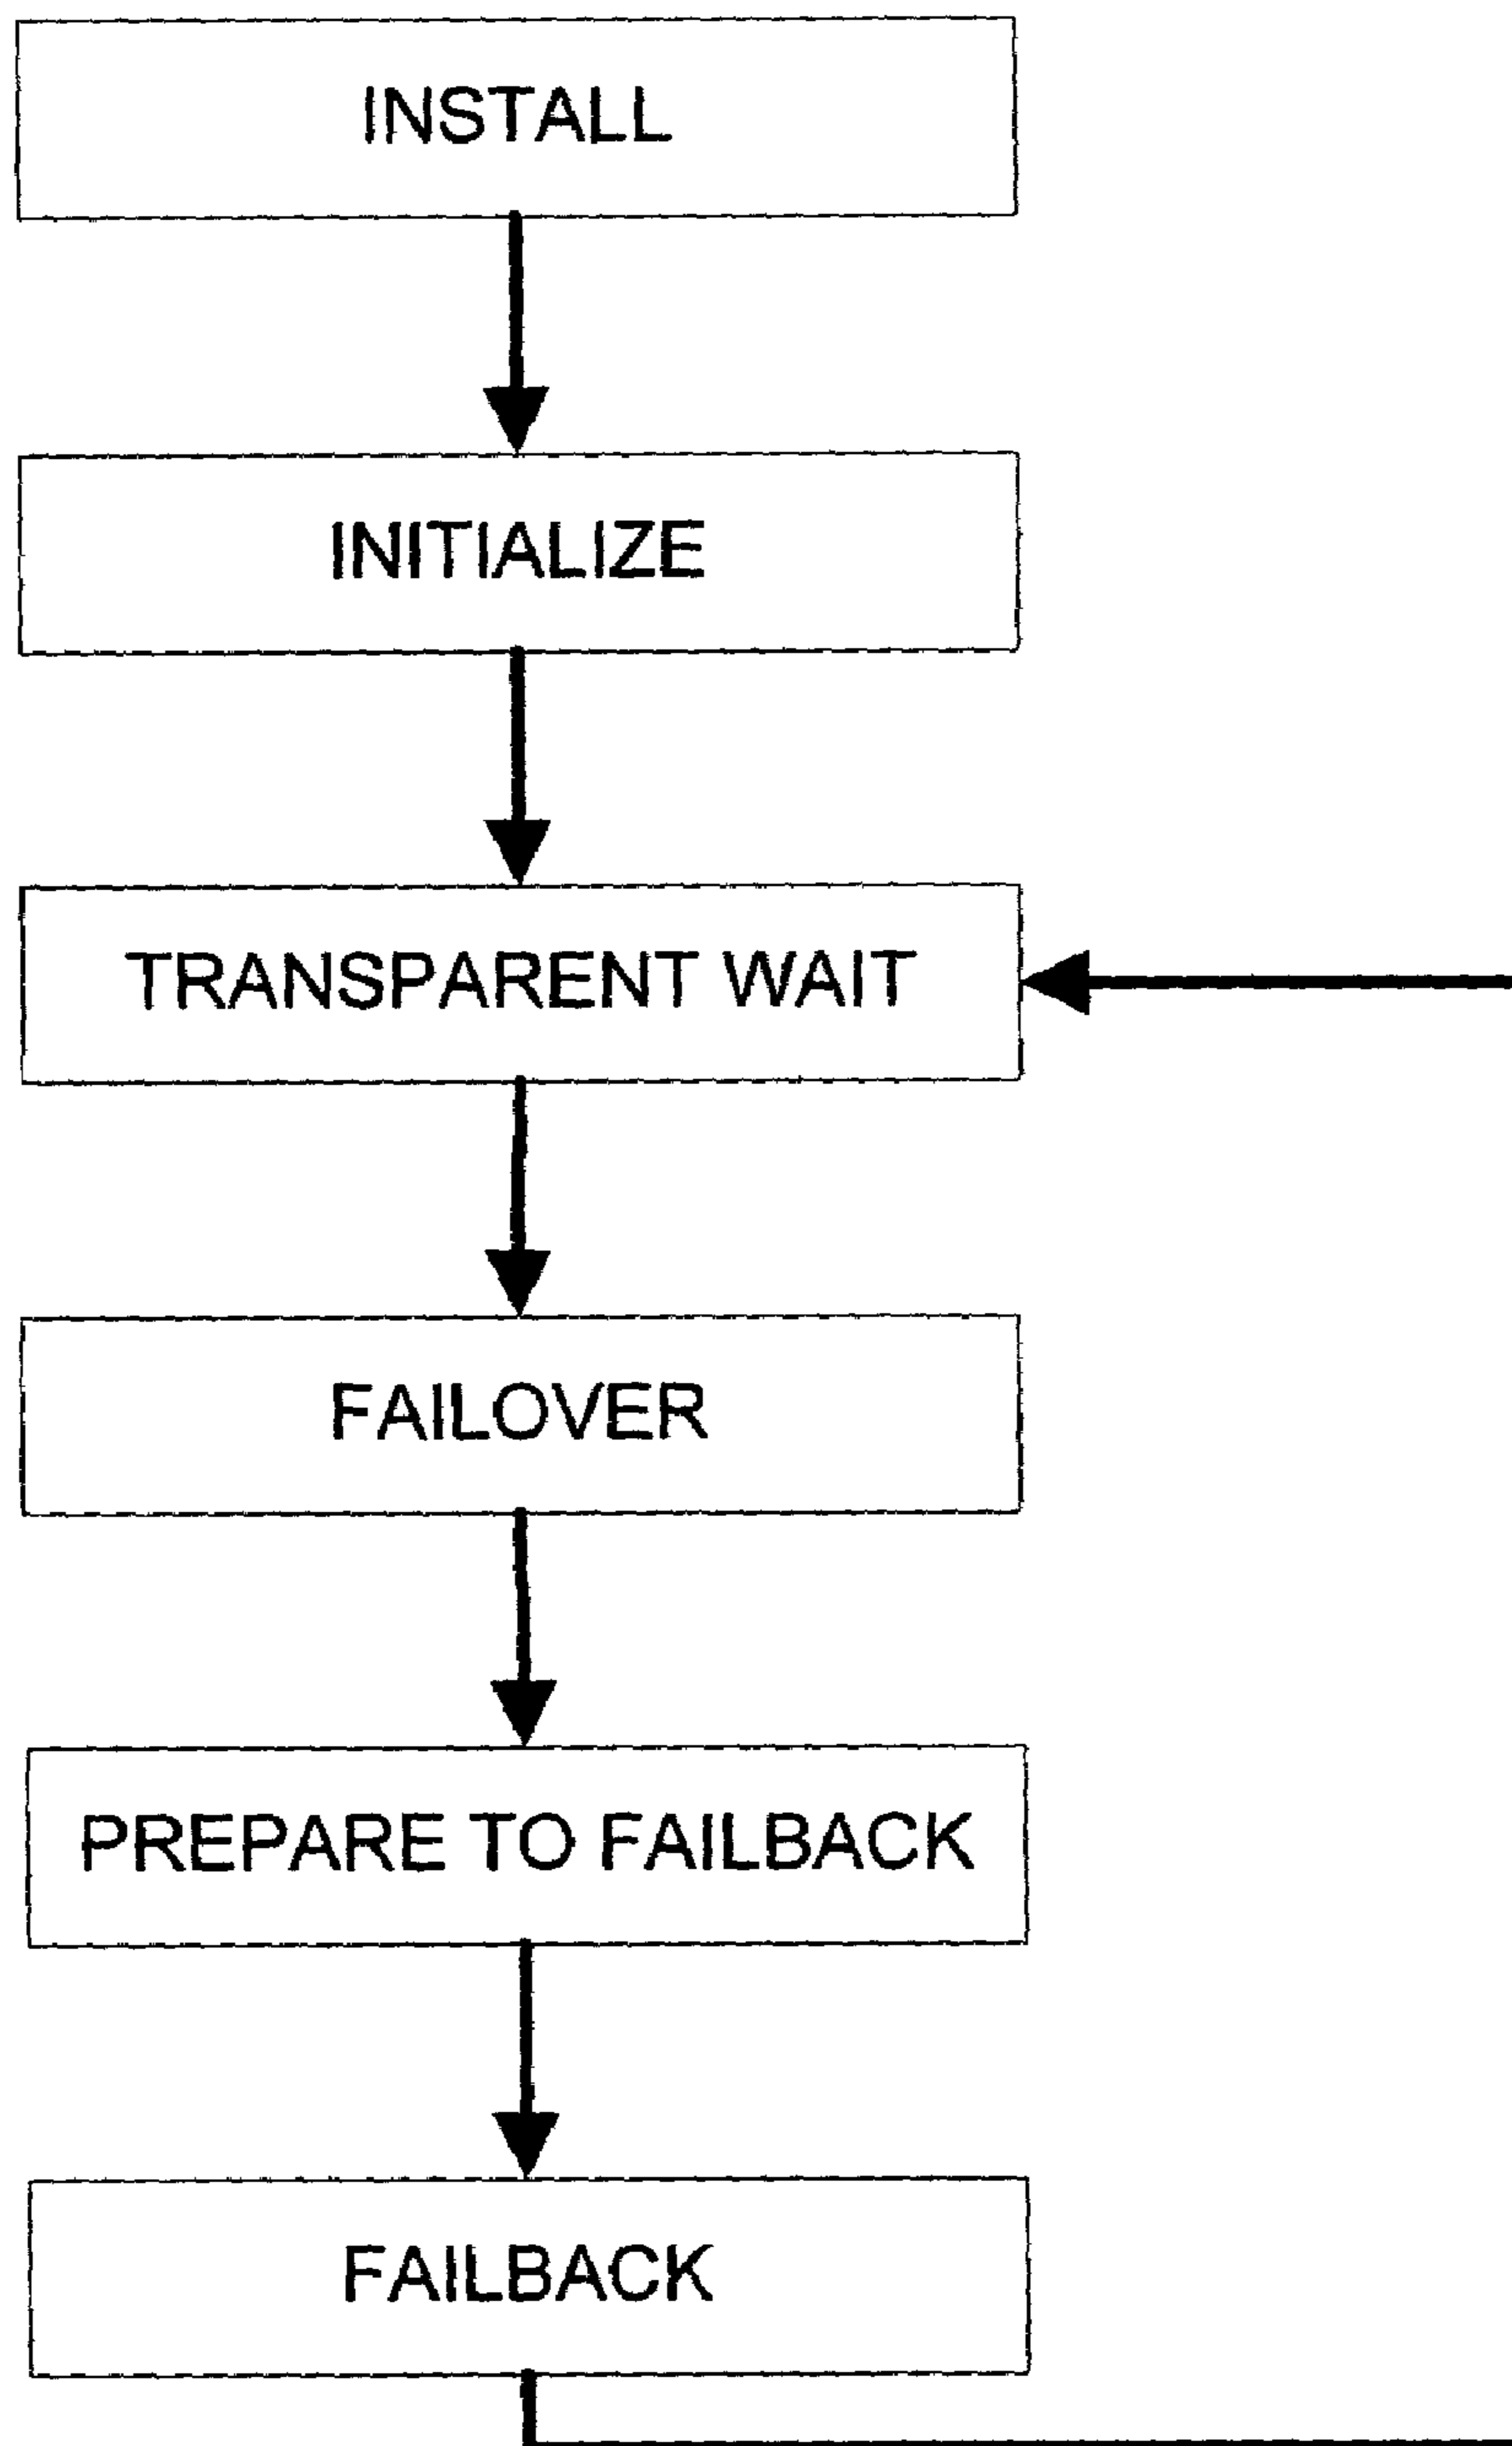 INSTALL
INITIALIZE
TRANSPARENT WAIT
FAILOVER
PREPARE TO FAILBACK
FAILBACK